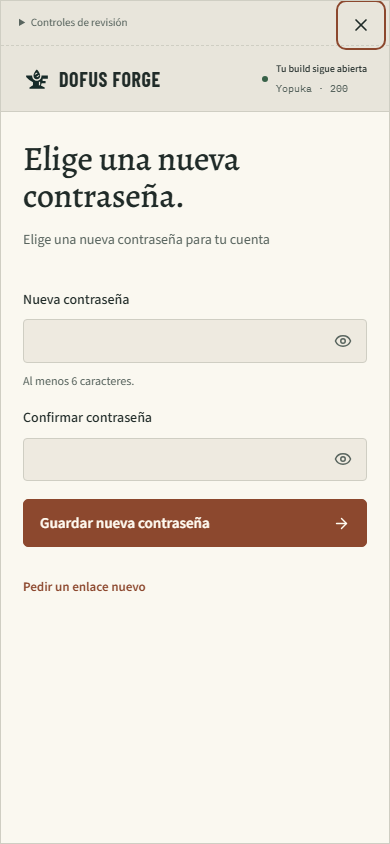 Controles de revisión
DOFUS FORGE
Tu build sigue abierta
Yopuka · 200
Elige una nueva
contraseña.
Elige una nueva contraseña para tu cuenta
Nueva contraseña
Al menos 6 caracteres.
Confirmar contraseña
Guardar nueva contraseña
Pedir un enlace nuevo